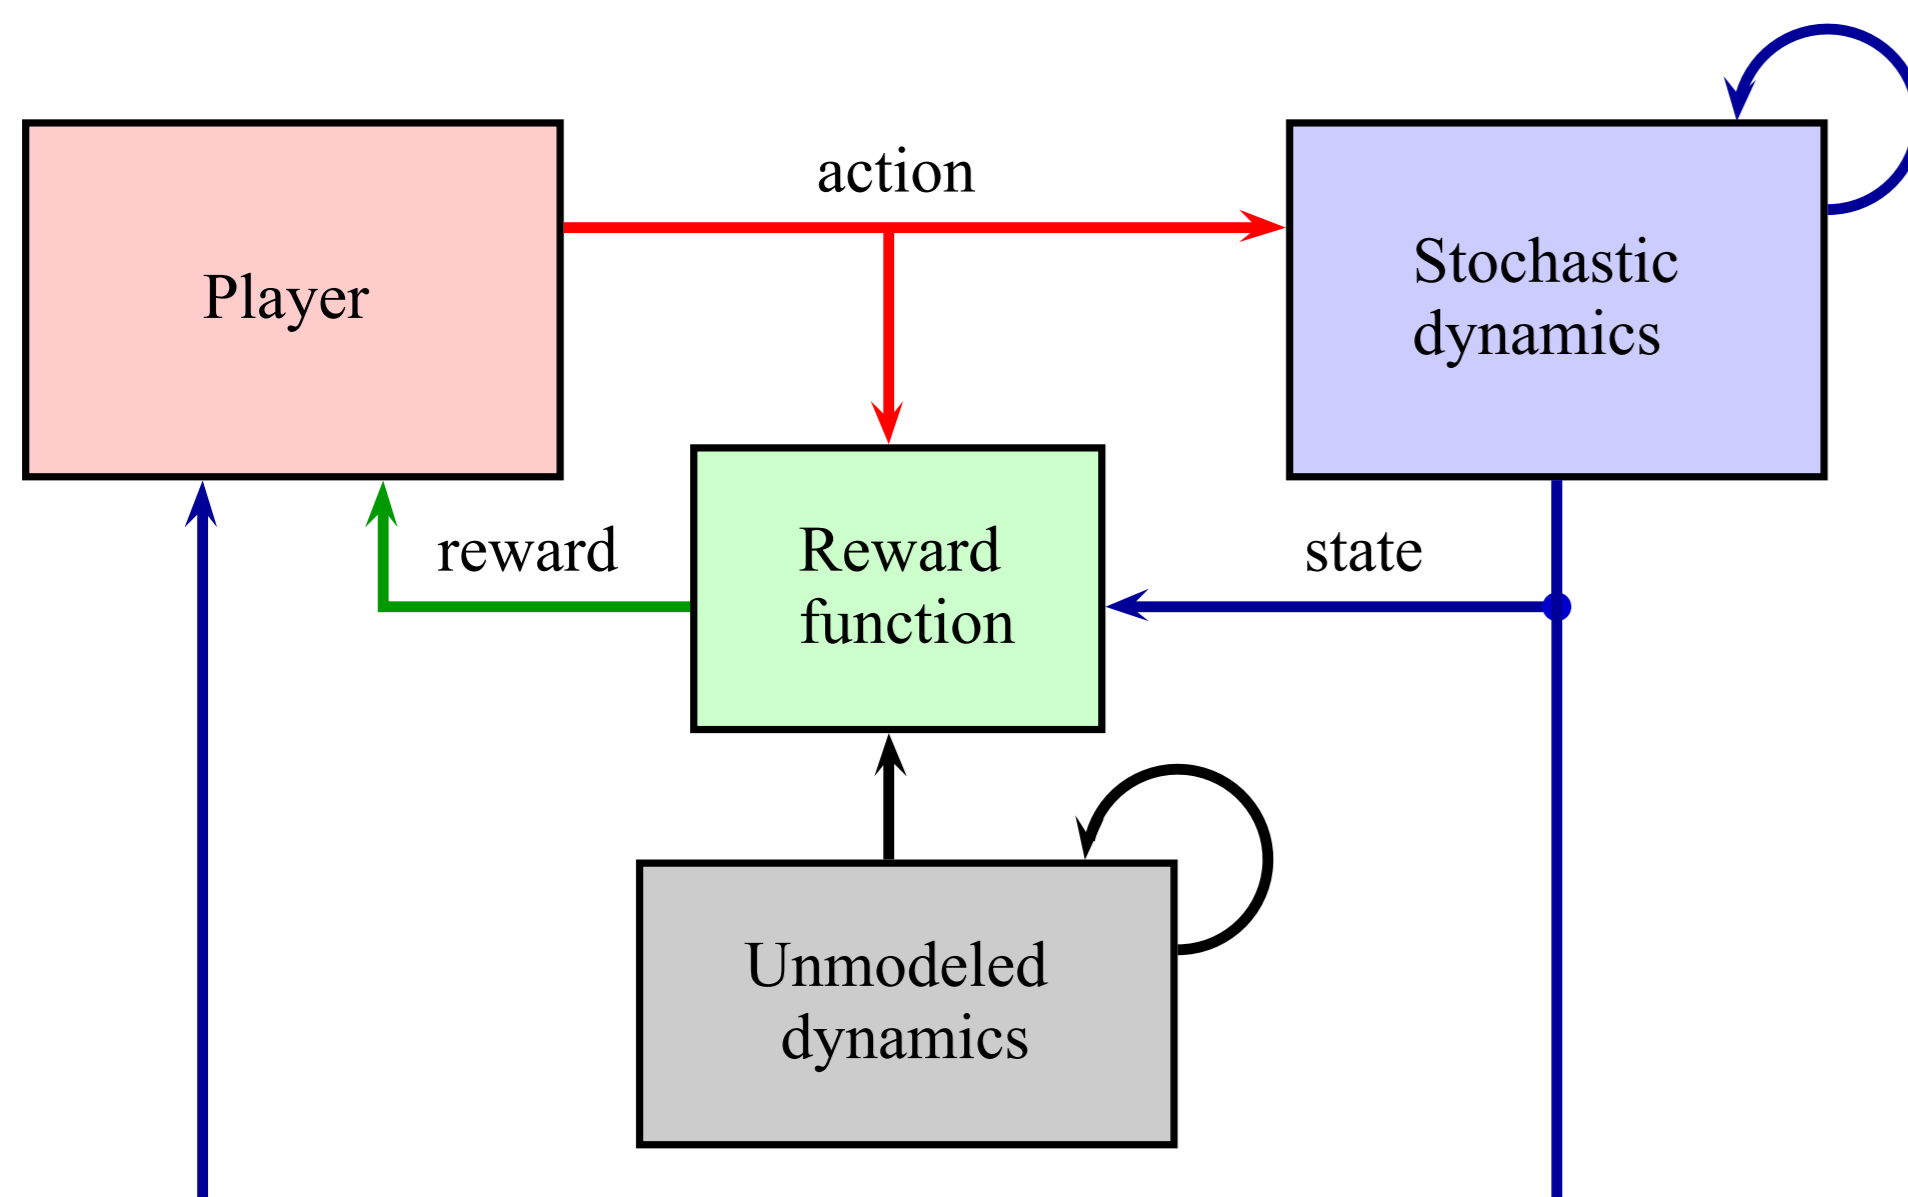 action
Player
Stochastic
dynamics
reward
Reward
function
state
Unmodeled
dynamics